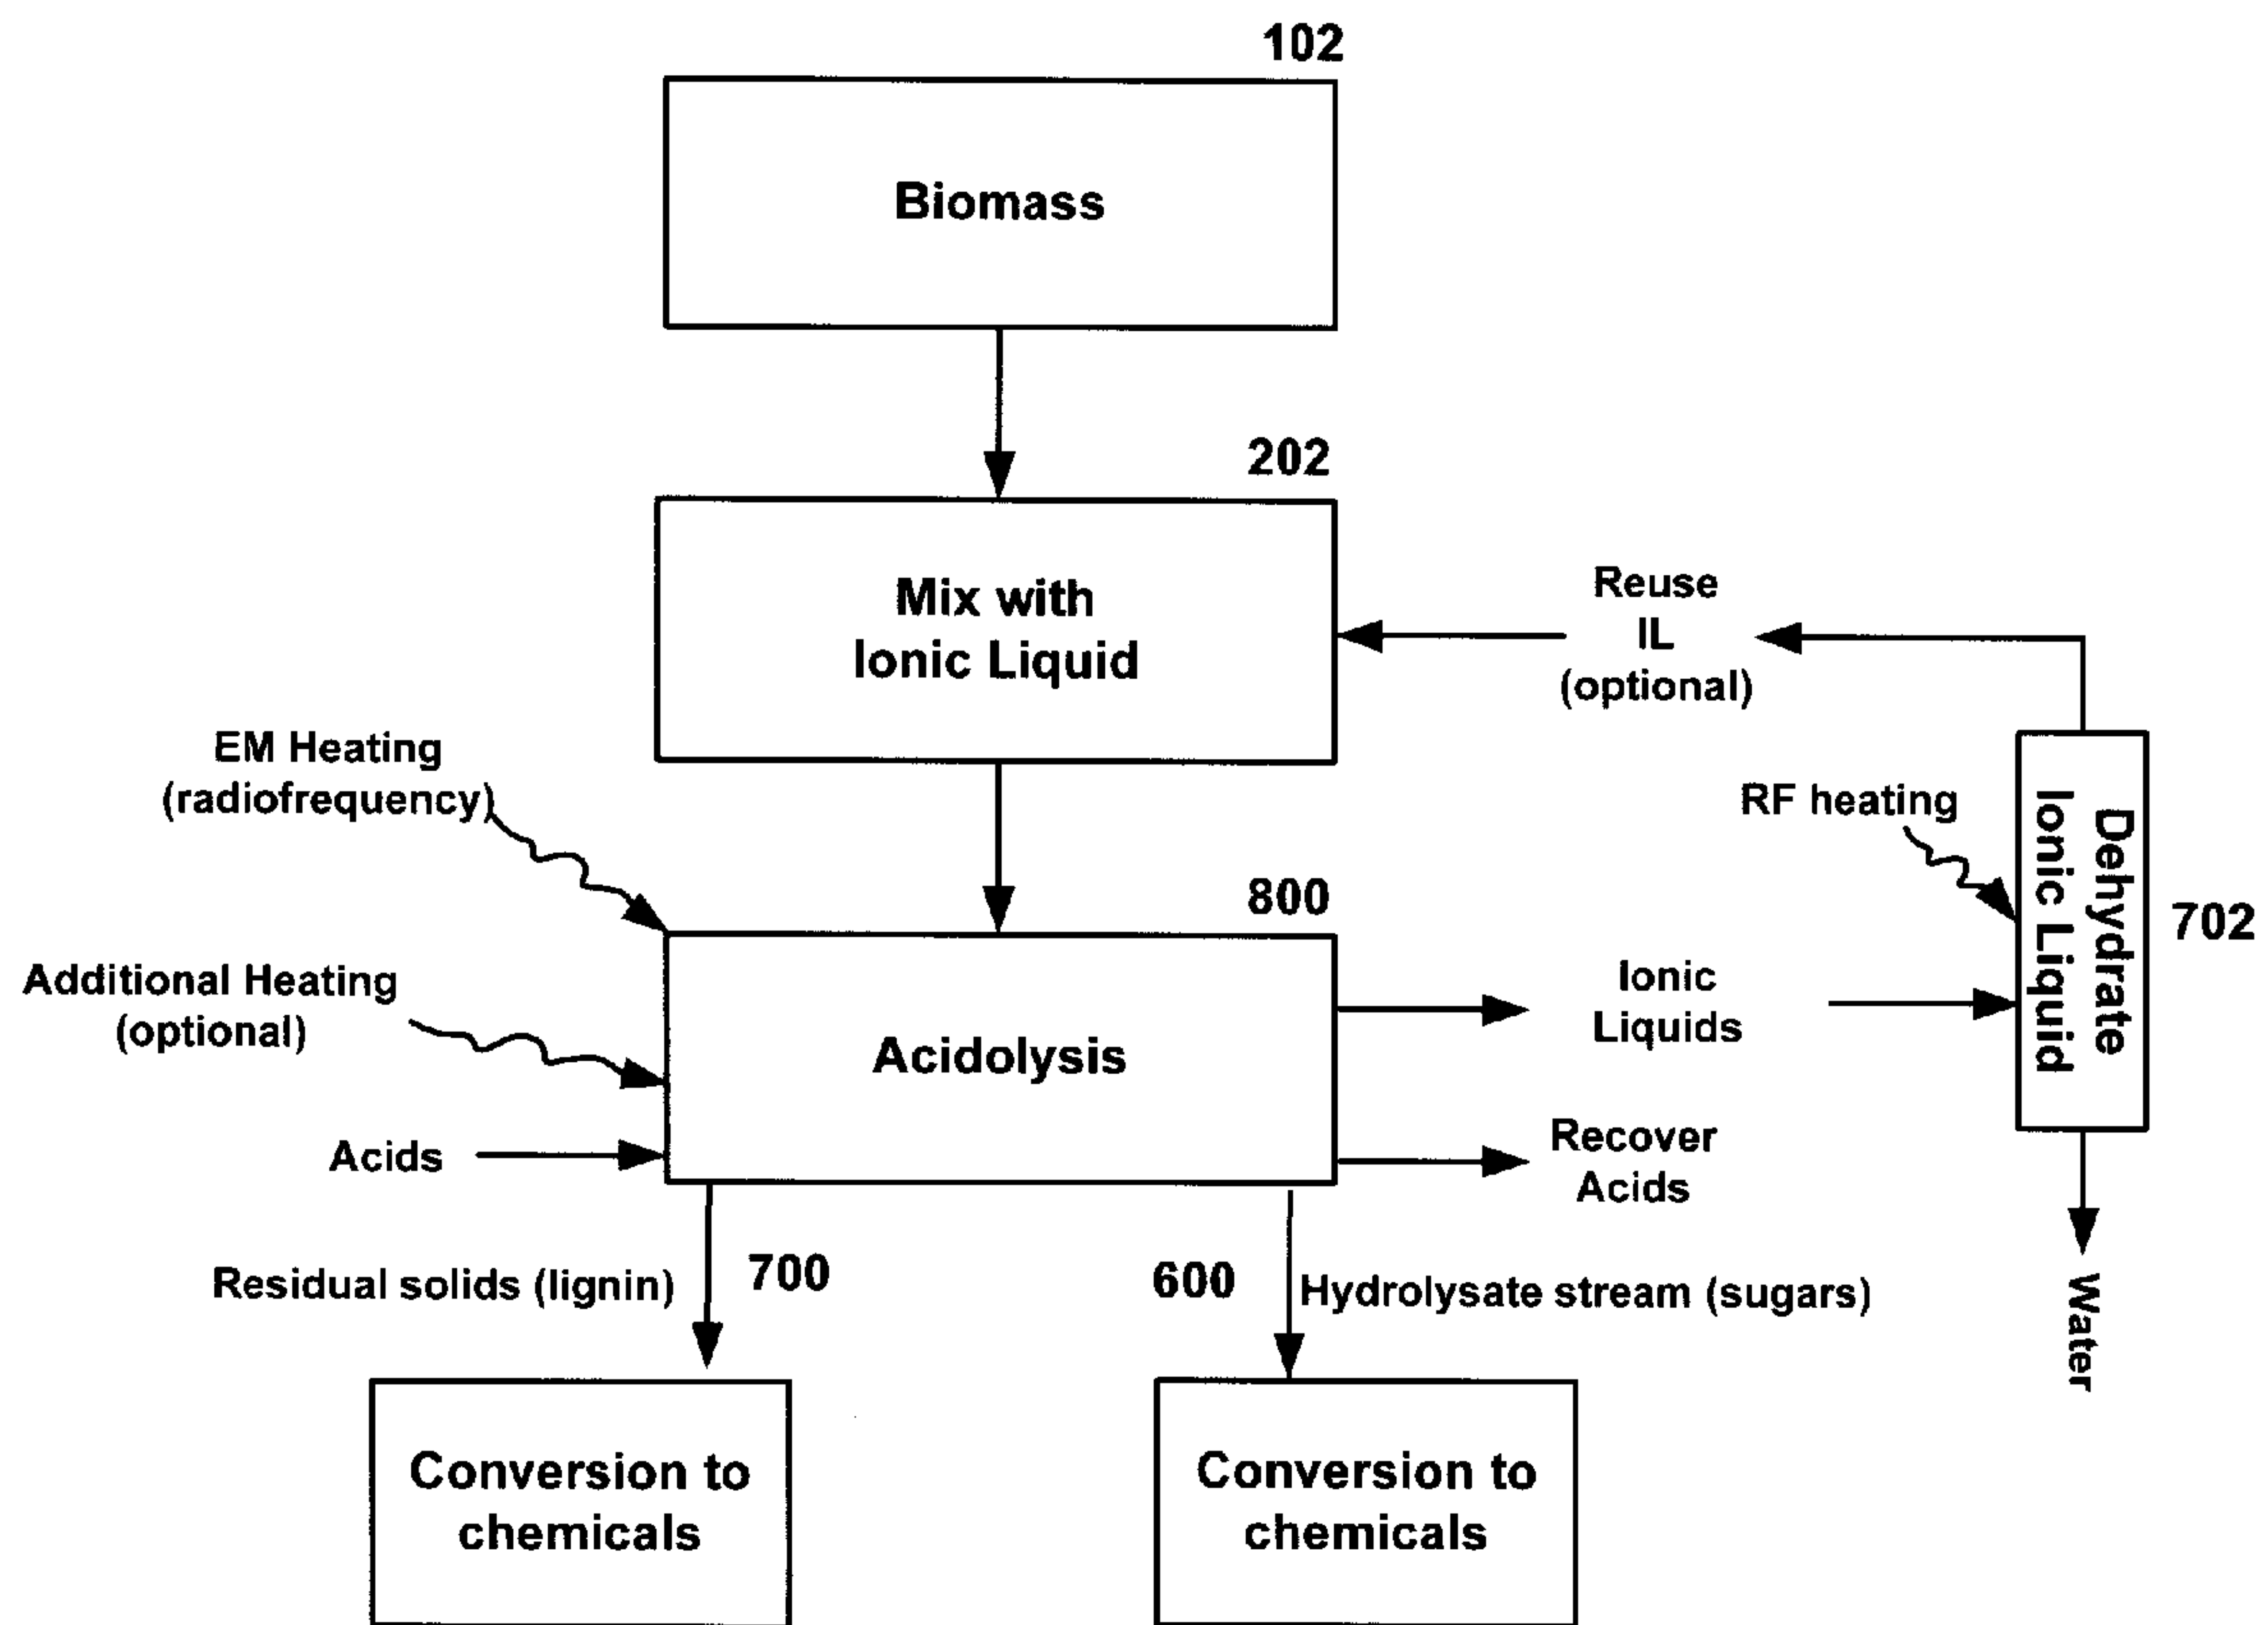 102
Biomass
202
Mix with
Ionic Liquid
Reuse
IL
(optional)
EM Heating
(radiofrequency)
RF heating
Dehydrate
Ionic Liquid
702
800
Additional Heating
(optional)
Acidolysis
Ionic
Liquids
Acids
Recover
Acids
Residual solids (lignin)
700
600
Hydrolysate stream (sugars)
Water
Conversion to
chemicals
Conversion to
chemicals